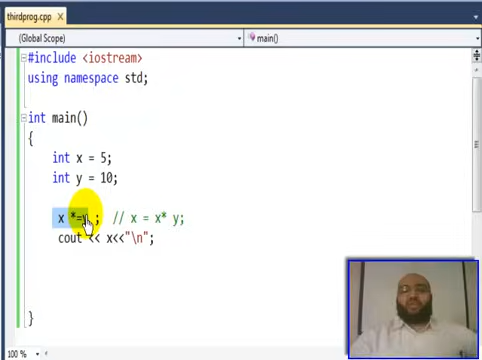 thirdprog.cpp
(Global Scope)
main()
#include <iostream>
using namespace std;
int main()
{
int x = 5;
int y = 10;
x *=y ; // x = x* y;
cout << x<<"\n";
}
100 %